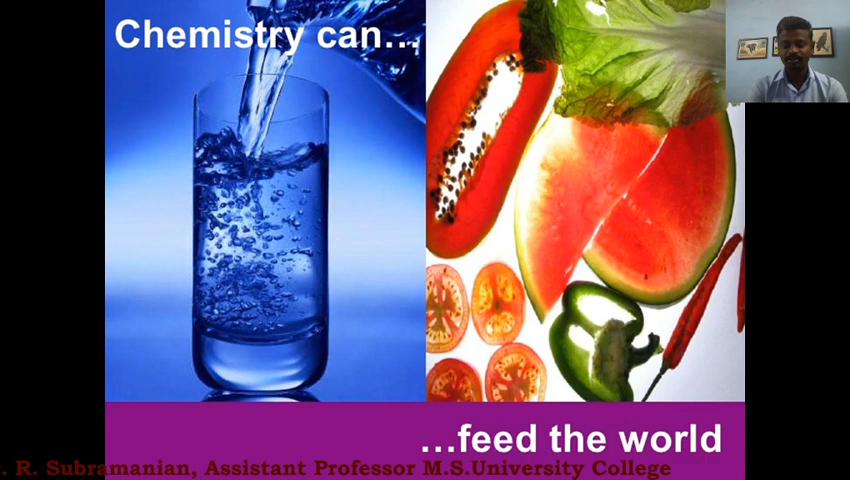 Chemistry can...
...feed the world
. R. Subramanian, Assistant Professor M.S.University College